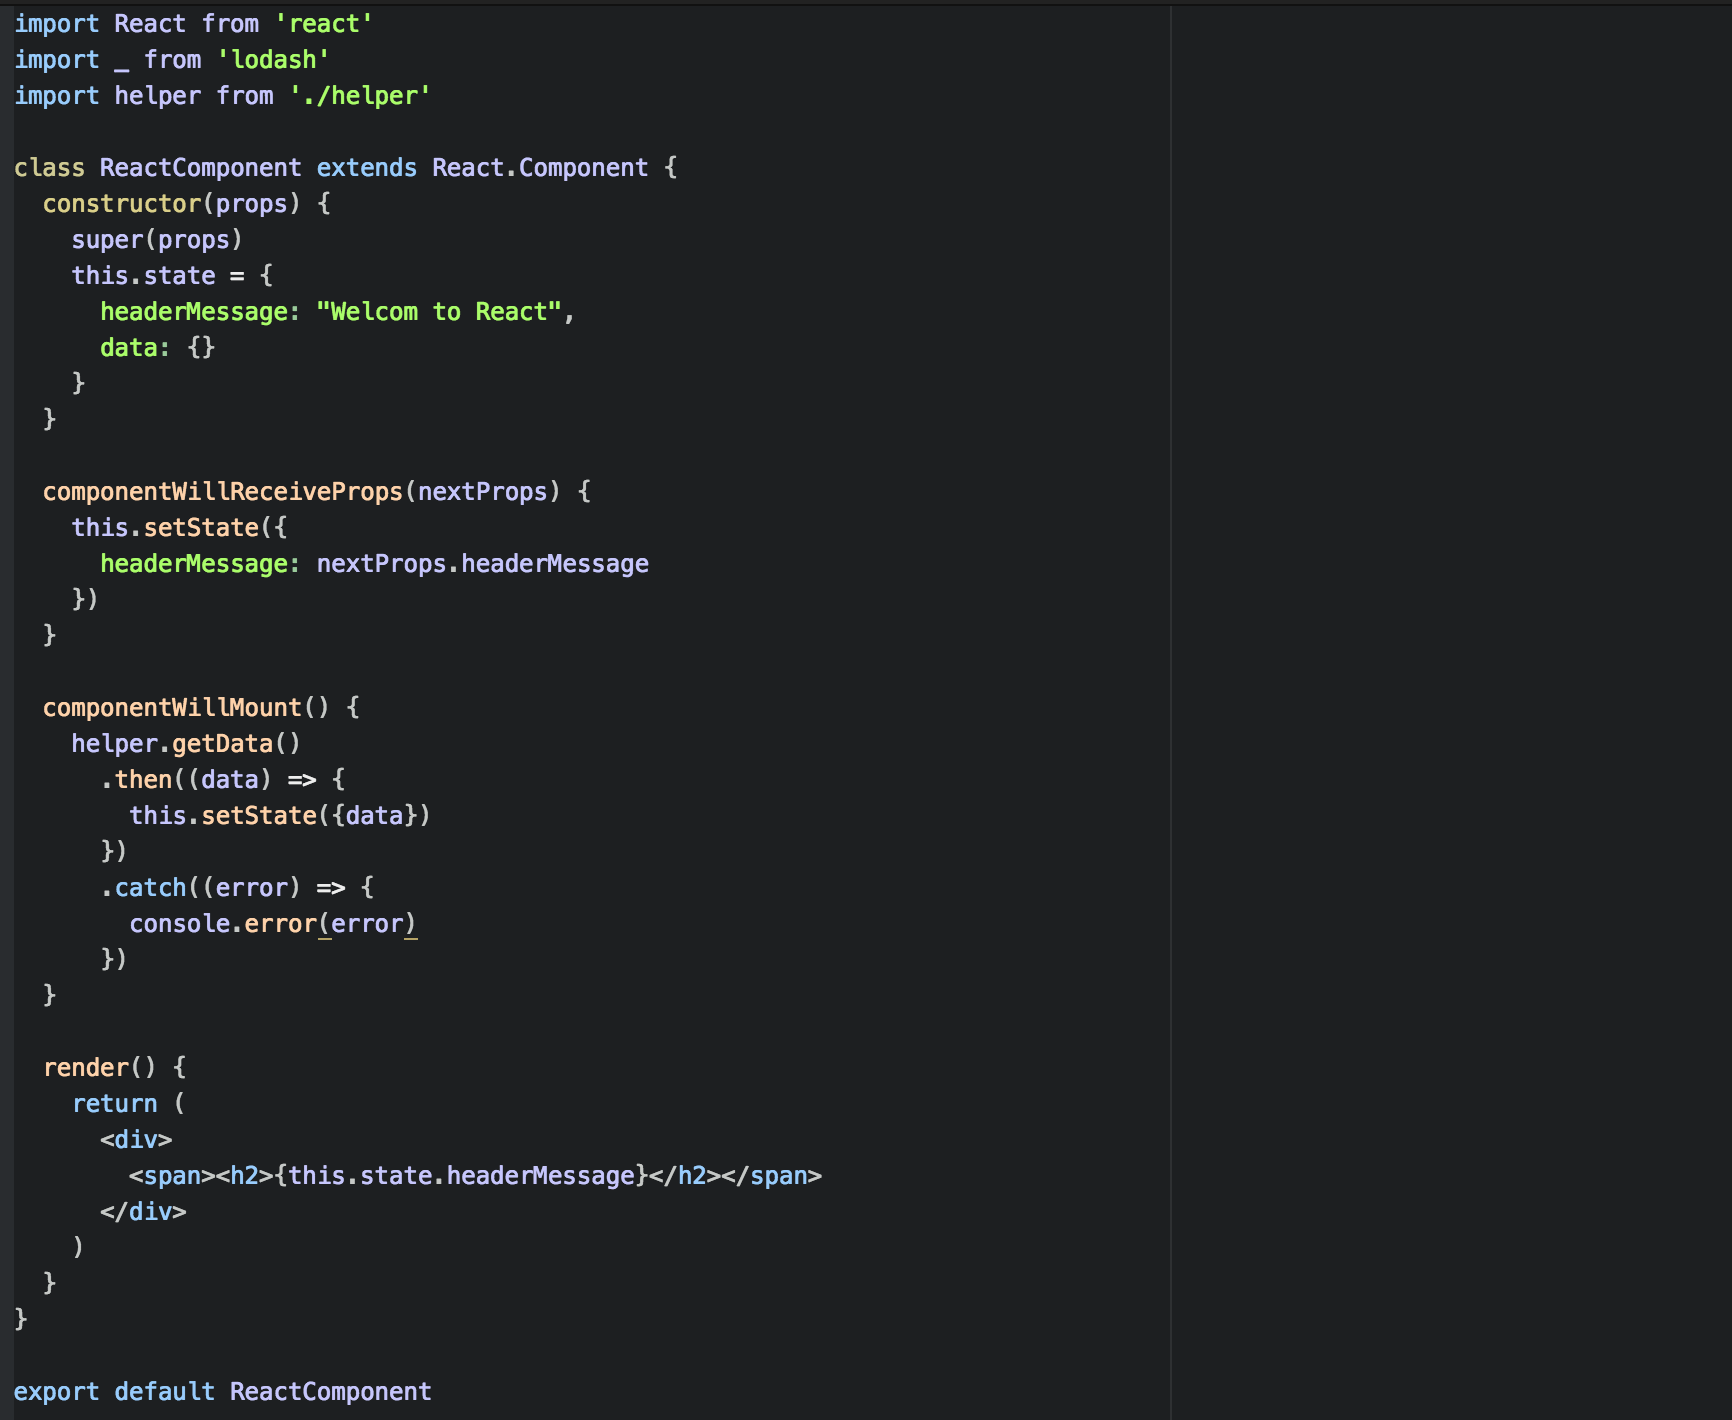 import React from 'react'
import _ from 'lodash'
import helper from './helper'

class ReactComponent extends React.Component {
  constructor(props) {
    super(props)
    this.state = {
      headerMessage: "Welcom to React",
      data: {}
    }
  }

  componentWillReceiveProps(nextProps) {
    this.setState({
      headerMessage: nextProps.headerMessage
    })
  }

  componentWillMount() {
    helper.getData()
      .then((data) => {
        this.setState({data})
      })
      .catch((error) => {
        console.error(error)
      })
  }

  render() {
    return (
      <div>
        <span><h2>{this.state.headerMessage}</h2></span>
      </div>
    )
  }
}

export default ReactComponent